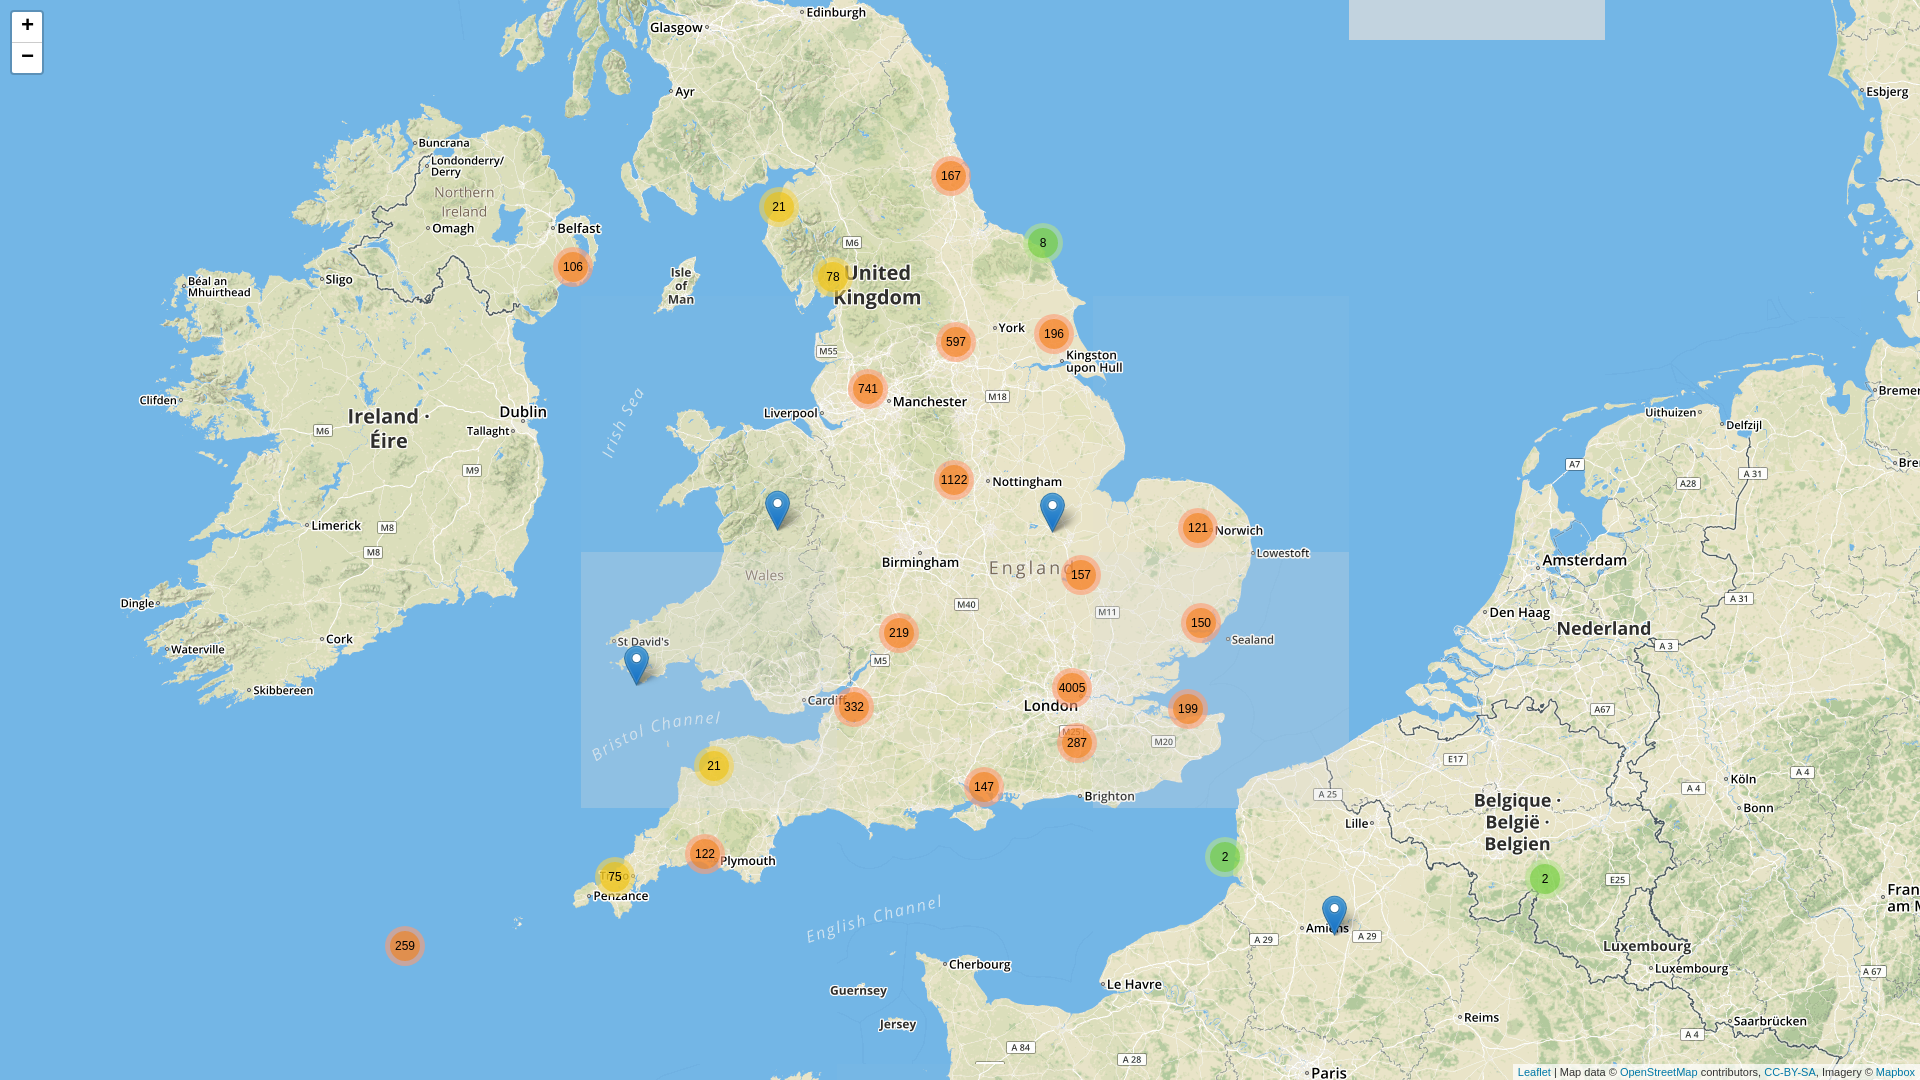 +
−
Glasgow
Edinburgh
Ayr
Esbjerg
Buncrana
Londonderry/
Derry
Northern
Ireland
Omagh
Belfast
167
21
8
M6
106
78
United
Kingdom
Isle
of
Man
Béal an
Mhuirthead
Sligo
York
196
597
M55
Kingston
upon Hull
741
Manchester
M18
Liverpool
Clifden
Ireland ·
Éire
Dublin
Tallaght
M6
M9
Irish Sea
Uithuizen
Delfzijl
Bremer
A7
A 31
A28
Bre
1122
Nottingham
Limerick
M8
M8
121
Norwich
Lowestoft
Birmingham
England
157
Wales
Amsterdam
Dingle
M40
M11
Den Haag
A 31
Nederland
219
150
Sealand
Cork
St David's
Waterville
M5
A 3
Skibbereen
4005
London
Cardiff
332
199
A67
Bristol Channel
M25
287
M20
E17
21
147
Brighton
A 25
Köln
A 4
A 4
Bonn
Belgique ·
België ·
Belgien
Lille
122
Plymouth
2
75
Penzance
2
E25
Fran
am M
English Channel
Amiens
A 29
A 29
259
Luxembourg
Luxembourg
A 67
Cherbourg
Le Havre
Guernsey
Jersey
Reims
Saarbrücken
A 4
A 84
A 28
Paris
Leaflet | Map data © OpenStreetMap contributors, CC-BY-SA, Imagery © Mapbox